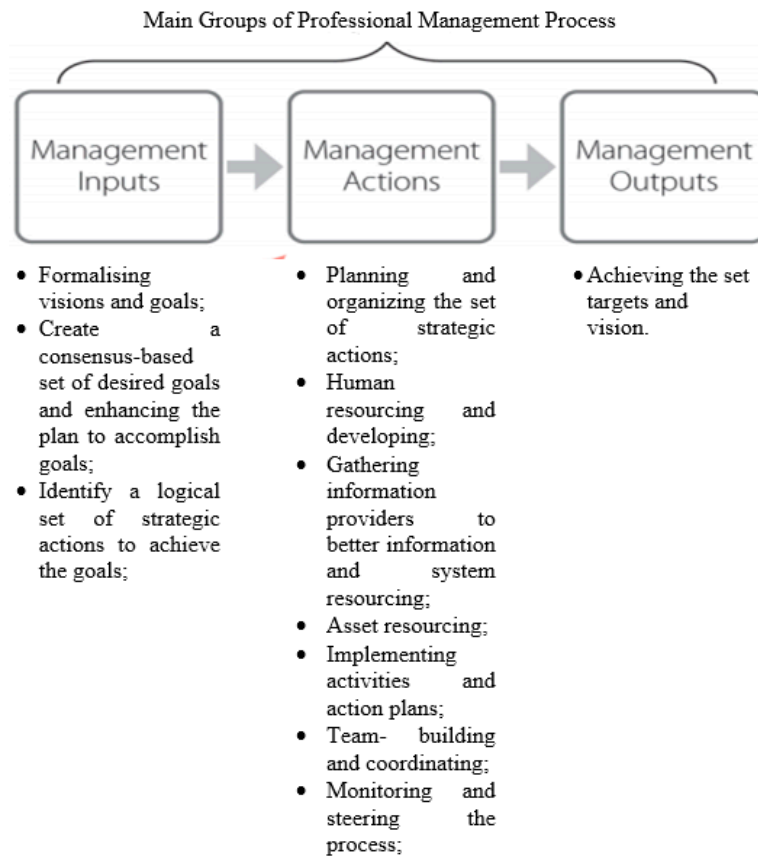 Main Groups of Professional Management Process
Management
Inputs
Management
Actions
Management
Outputs
• Formalising
visions and goals;
• Create a
consensus-based
set of desired goals
and enhancing the
plan to accomplish
goals;
• Identify a logical
set of strategic
actions to achieve
the goals;
• Planning and
organizing the set
of strategic
actions;
• Human
resourcing and
developing;
• Gathering
information
providers to
better information
and system
resourcing;
• Asset resourcing;
• Implementing
activities and
action plans;
• Team- building
and coordinating;
• Monitoring and
steering the
process;
• Achieving the set
targets and
vision.